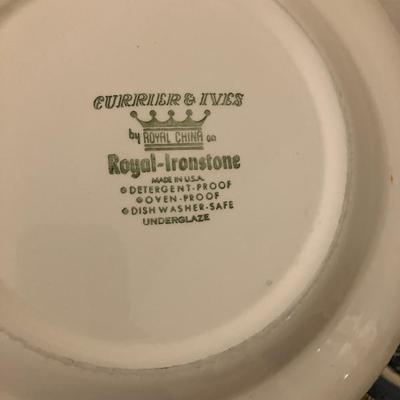 CURRIER & IVES
by ROYAL CHINA on
Royal-Ironstone
MADE IN U.S.A.
DETERGENT-PROOF
OVEN-PROOF
DISHWASHER-SAFE
UNDERGLAZE